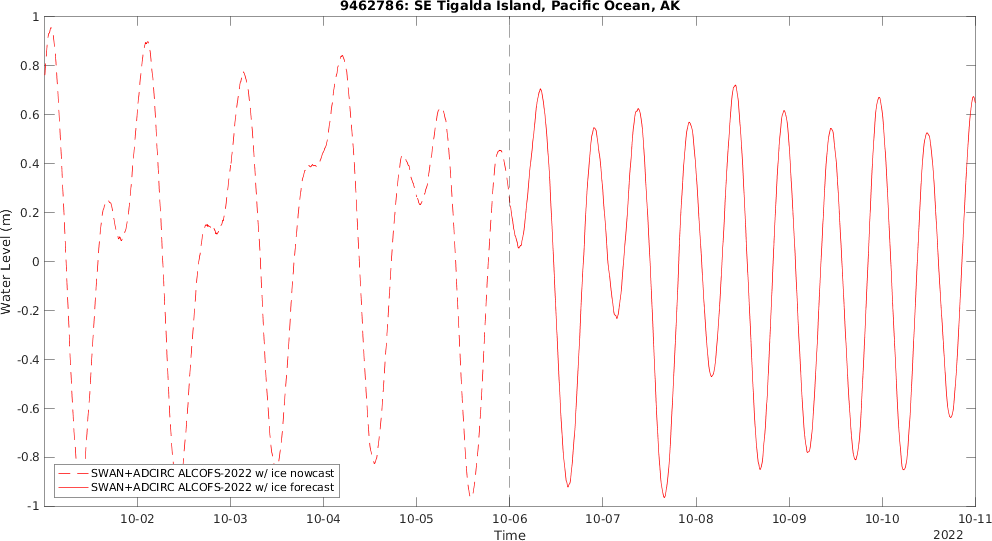 9462786: SE Tigalda Island, Pacific Ocean, AK
1
0.8
0.6
0.4
0.2
0
-0.2
-0.4
-0.6
-0.8
-1
Water Level (m)
SWAN+ADCIRC ALCOFS-2022 w/ ice nowcast
SWAN+ADCIRC ALCOFS-2022 w/ ice forecast
10-02 10-03 10-04 10-05 10-06 10-07 10-08 10-09 10-10 10-11
Time
2022